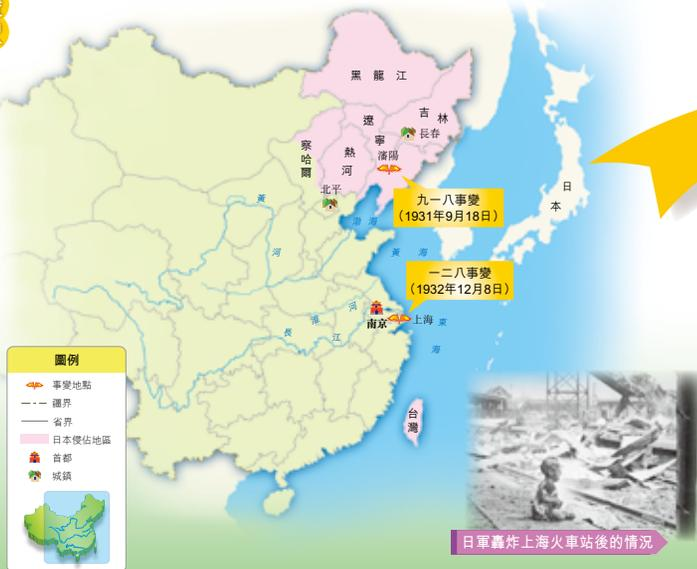 黑龍江
吉林
長春
遼寧
瀋陽
熱河
察哈爾
北平
九一八事變
（1931年9月18日）
日本
渤海
黃河
黃海
一二八事變
（1932年12月8日）
南京
上海
淮河
長江
東海
台灣
圖例
事變地點
疆界
省界
日本侵佔地區
首都
城鎮
日軍轟炸上海火車站後的情況